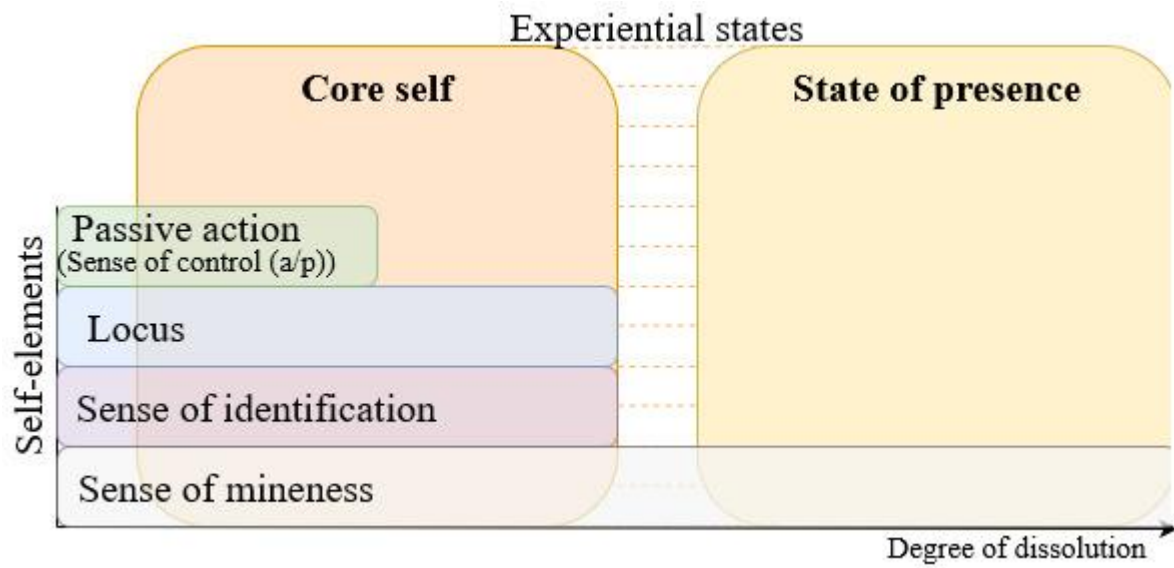 Experiential states
Core self
State of presence
Self-elements
Passive action
(Sense of control (a/p))
Locus
Sense of identification
Sense of mineness
Degree of dissolution